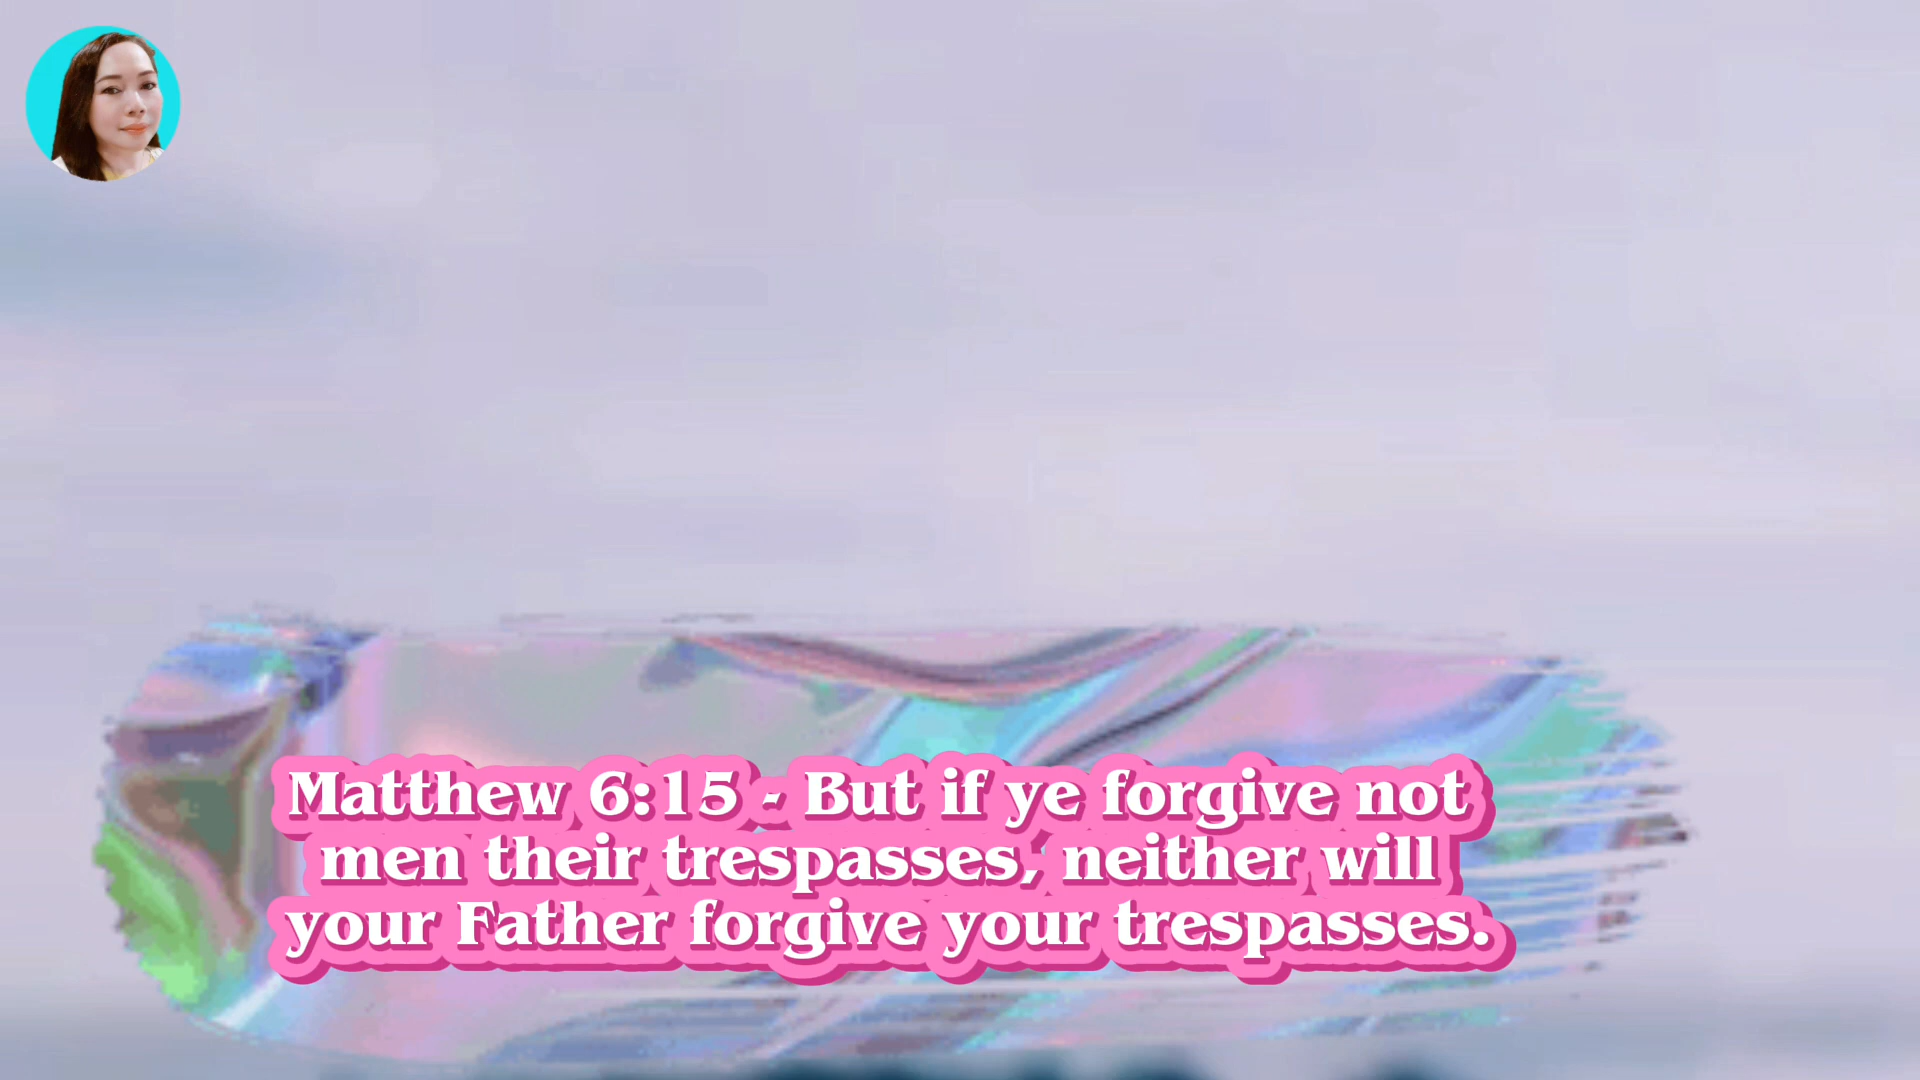 Matthew 6:15 - But if ye forgive not
men their trespasses, neither will
your Father forgive your trespasses.